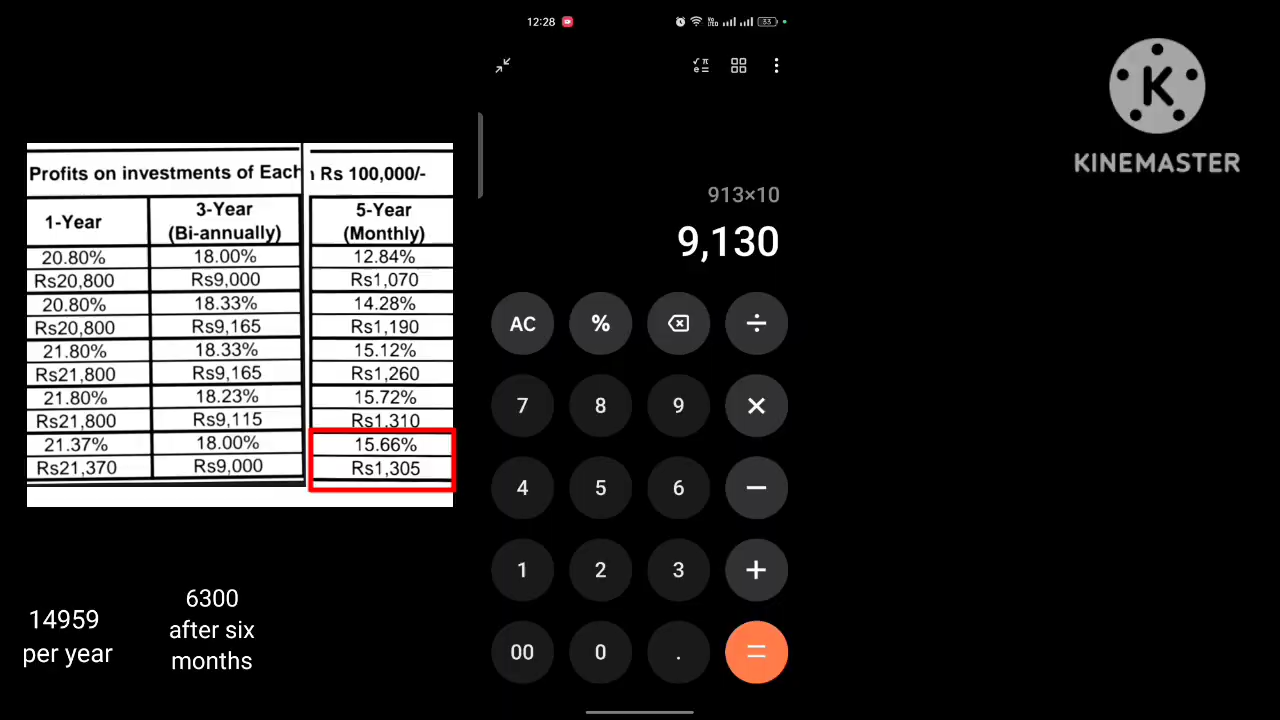 12:28
33
KINEMASTER
Profits on investments of Each n Rs 100,000/-
1-Year 3-Year (Bi-annually) 5-Year (Monthly)
20.80% 18.00% 12.84%
Rs20,800 Rs9,000 Rs1,070
20.80% 18.33% 14.28%
Rs20,800 Rs9,165 Rs1,190
21.80% 18.33% 15.12%
Rs21,800 Rs9,165 Rs1,260
21.80% 18.23% 15.72%
Rs21,800 Rs9,115 Rs1,310
21.37% 18.00% 15.66%
Rs21,370 Rs9,000 Rs1,305
14959
per year
6300
after six
months
913×10
9,130
AC % ÷
7 8 9 ×
4 5 6 −
1 2 3 +
00 0 . =